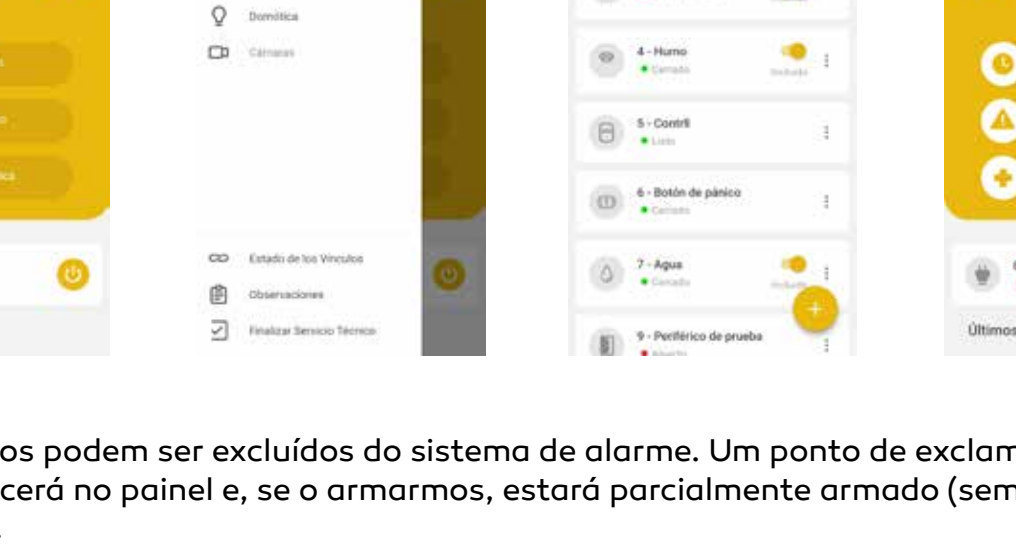 Domótica
Cámaras
Estado de los Vínculos
Observaciones
Finalizar Servicio Técnico
4 - Humo
Cerrado
Incluido
5 - Contrll
Listo
6 - Botón de pánico
Cerrado
7 - Agua
Cerrado
9 - Periférico de prueba
Abierto
Últimos
os podem ser excluídos do sistema de alarme. Um ponto de exclam
cerá no painel e, se o armarmos, estará parcialmente armado (sem